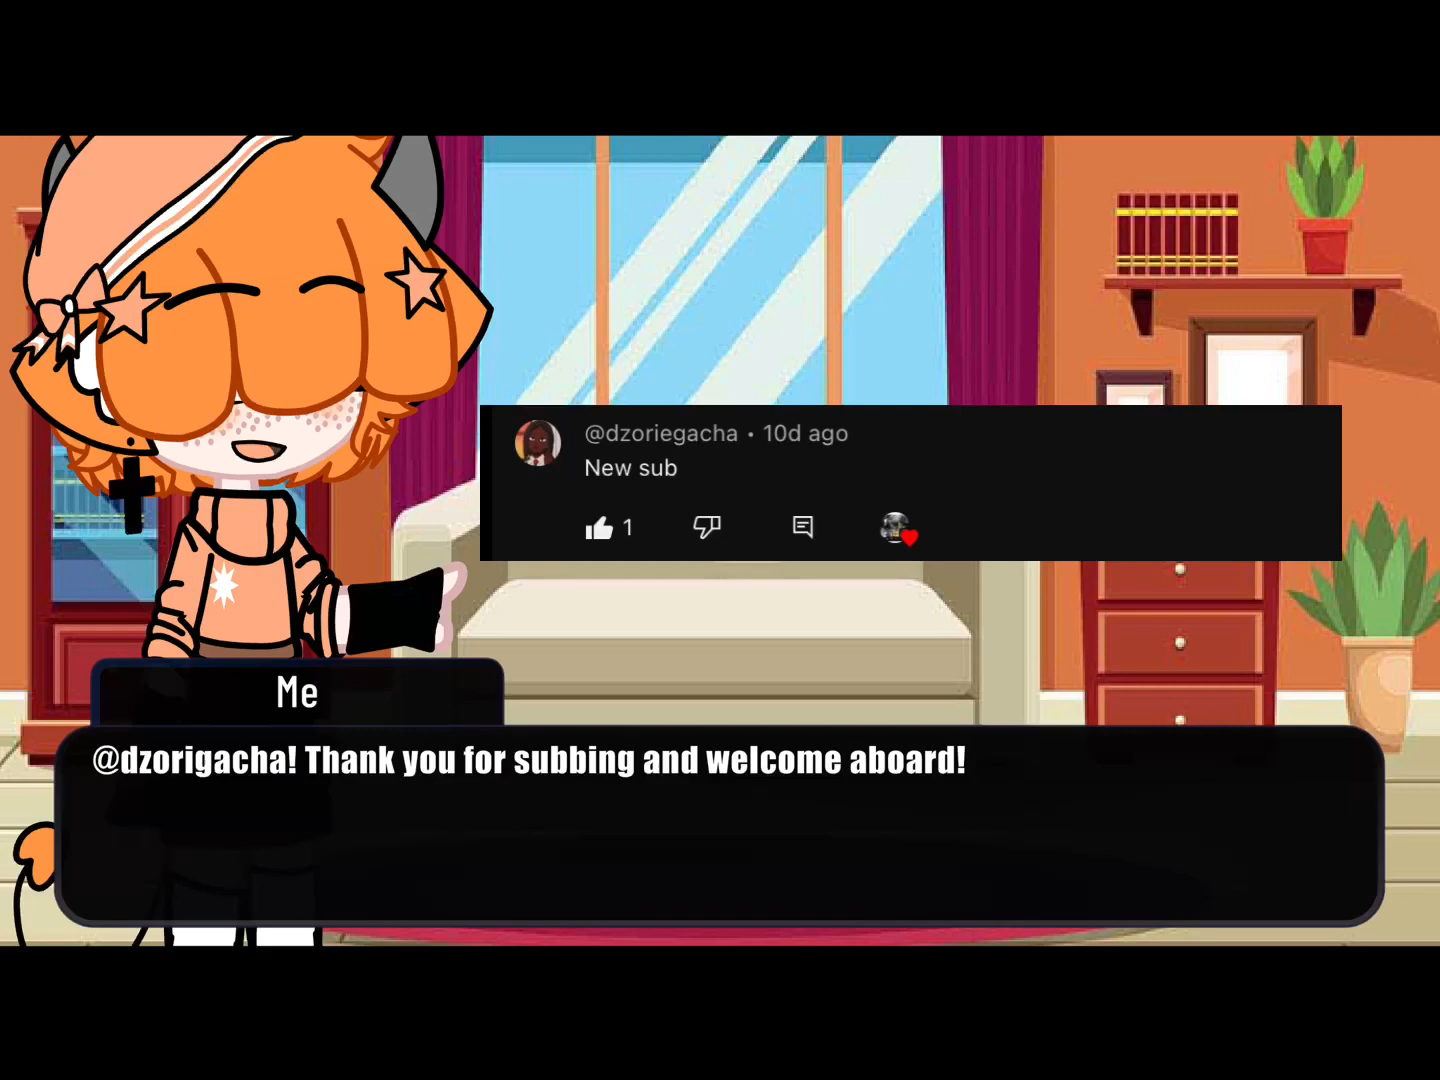 @dzoriegacha • 10d ago
New sub
1
Me
@dzorigacha! Thank you for subbing and welcome aboard!